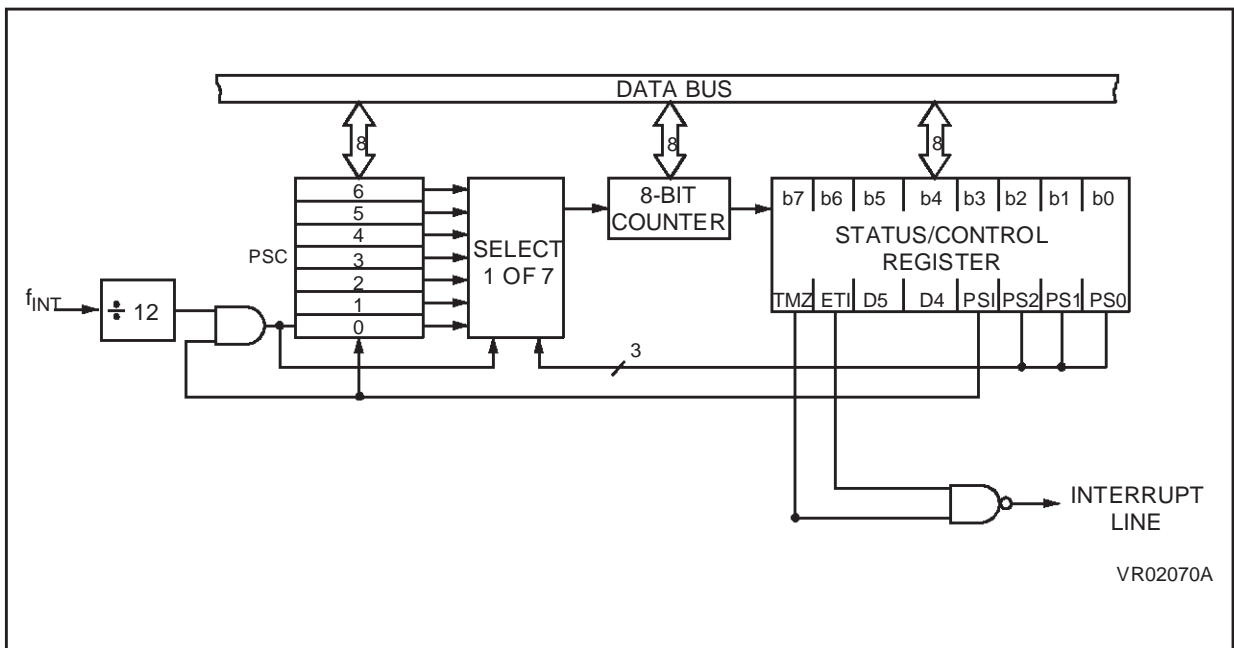 DATA BUS
8 8 8
6
5
4
3
2
1
0
PSC
fINT
÷ 12
SELECT
1 OF 7
8-BIT
COUNTER
b7 b6 b5 b4 b3 b2 b1 b0
STATUS/CONTROL
REGISTER
TMZ ETI D5 D4 PSI PS2 PS1 PS0
3
INTERRUPT
LINE
VR02070A